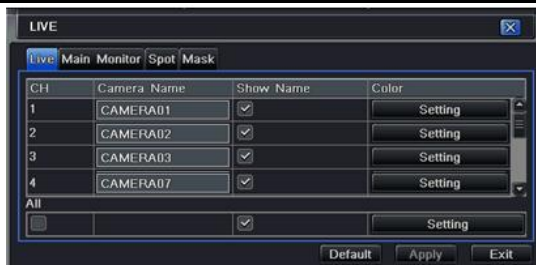 LIVE
Live Main Monitor Spot Mask
CH Camera Name Show Name Color
1 CAMERA01 Setting
2 CAMERA02 Setting
3 CAMERA03 Setting
4 CAMERA07 Setting
All
Setting
Default Apply Exit